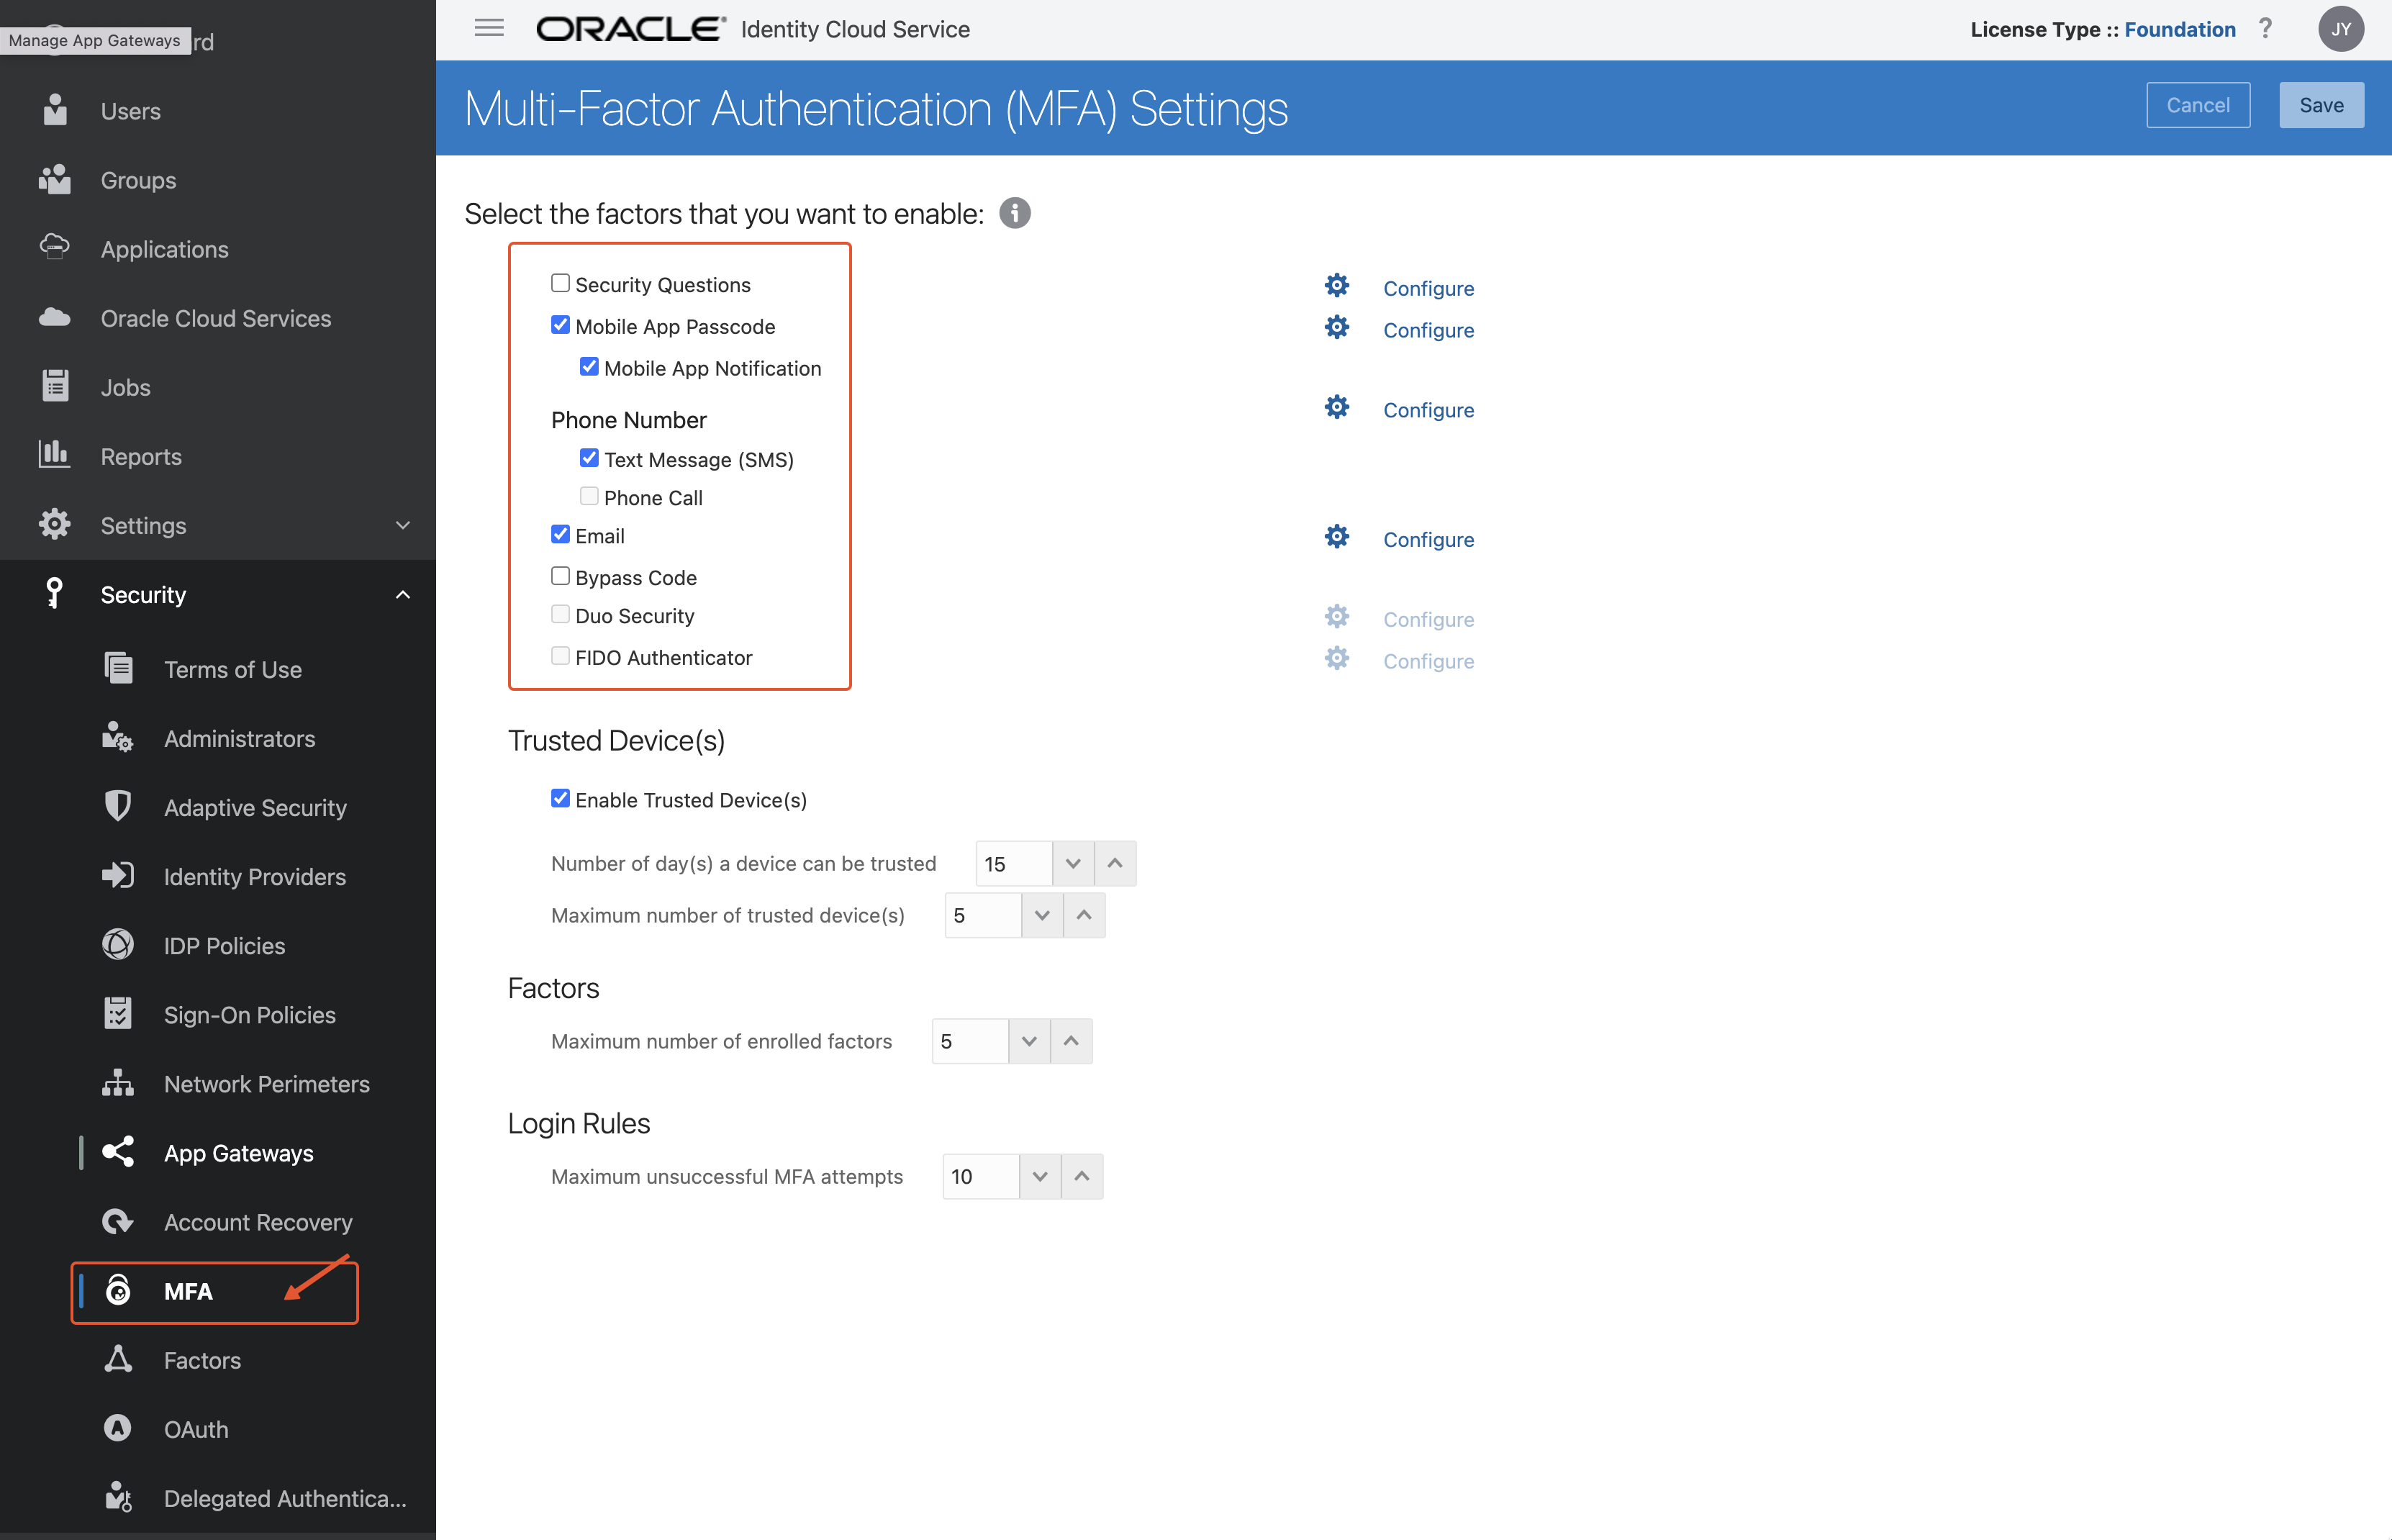 Manage App Gateways
rd
Users
Groups
Applications
Oracle Cloud Services
Jobs
Reports
Settings
Security
Terms of Use
Administrators
Adaptive Security
Identity Providers
IDP Policies
Sign-On Policies
Network Perimeters
App Gateways
Account Recovery
MFA
Factors
OAuth
Delegated Authentica...
ORACLE® Identity Cloud Service
License Type :: Foundation ? JY
Multi-Factor Authentication (MFA) Settings
Cancel Save
Select the factors that you want to enable:
Security Questions Configure
Mobile App Passcode Configure
Mobile App Notification
Phone Number Configure
Text Message (SMS)
Phone Call
Email Configure
Bypass Code
Duo Security Configure
FIDO Authenticator Configure
Trusted Device(s)
Enable Trusted Device(s)
Number of day(s) a device can be trusted 15
Maximum number of trusted device(s) 5
Factors
Maximum number of enrolled factors 5
Login Rules
Maximum unsuccessful MFA attempts 10